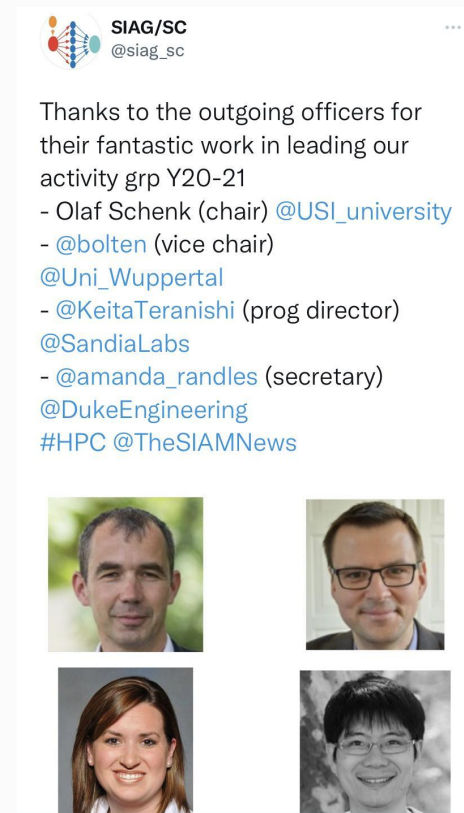 SIAG/SC
@siag_sc
Thanks to the outgoing officers for
their fantastic work in leading our
activity grp Y20-21
- Olaf Schenk (chair) @USI_university
- @bolten (vice chair)
@Uni_Wuppertal
- @KeitaTeranishi (prog director)
@SandiaLabs
- @amanda_randles (secretary)
@DukeEngineering
#HPC @TheSIAMNews